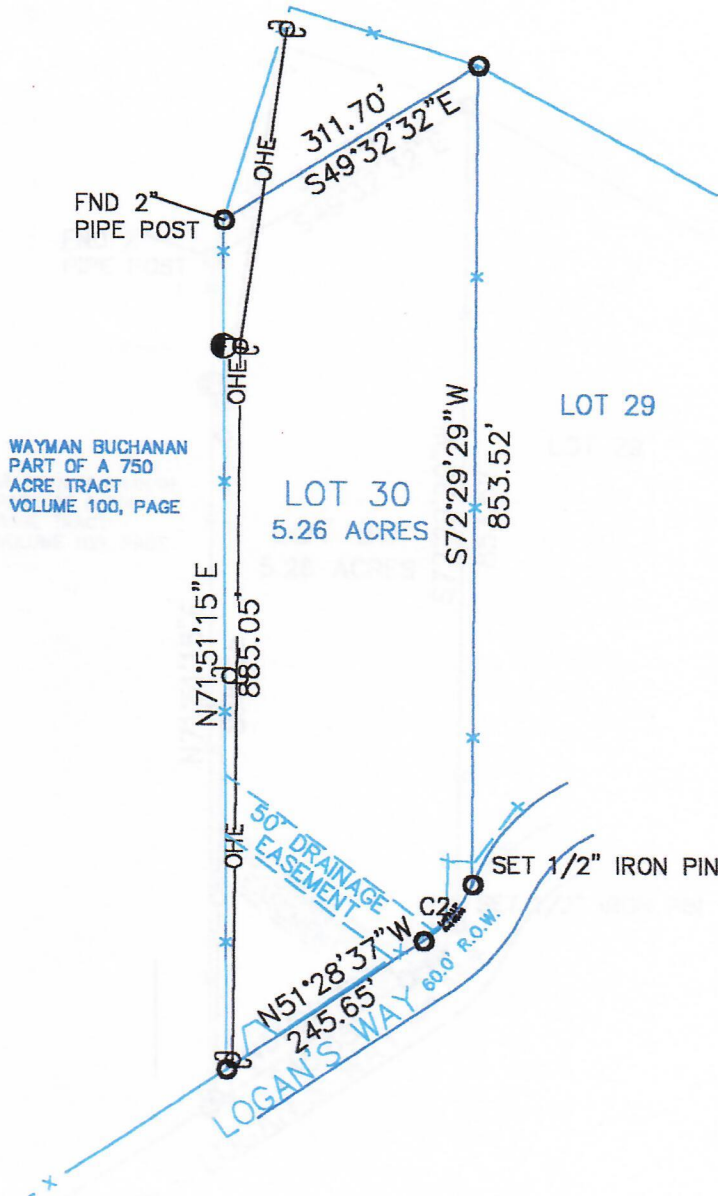 311.70'
S49°32'32"E
OHE
FND 2"
PIPE POST
OHE
LOT 29
WAYMAN BUCHANAN
PART OF A 750
ACRE TRACT
VOLUME 100, PAGE
LOT 30
5.26 ACRES
S72°29'29"W
853.52'
N71°51'15"E
885.05'
50' DRAINAGE
EASEMENT
OHE
SET 1/2" IRON PIN
C2
N51°28'37"W
245.65'
LOGAN'S WAY
60.0' R.O.W.